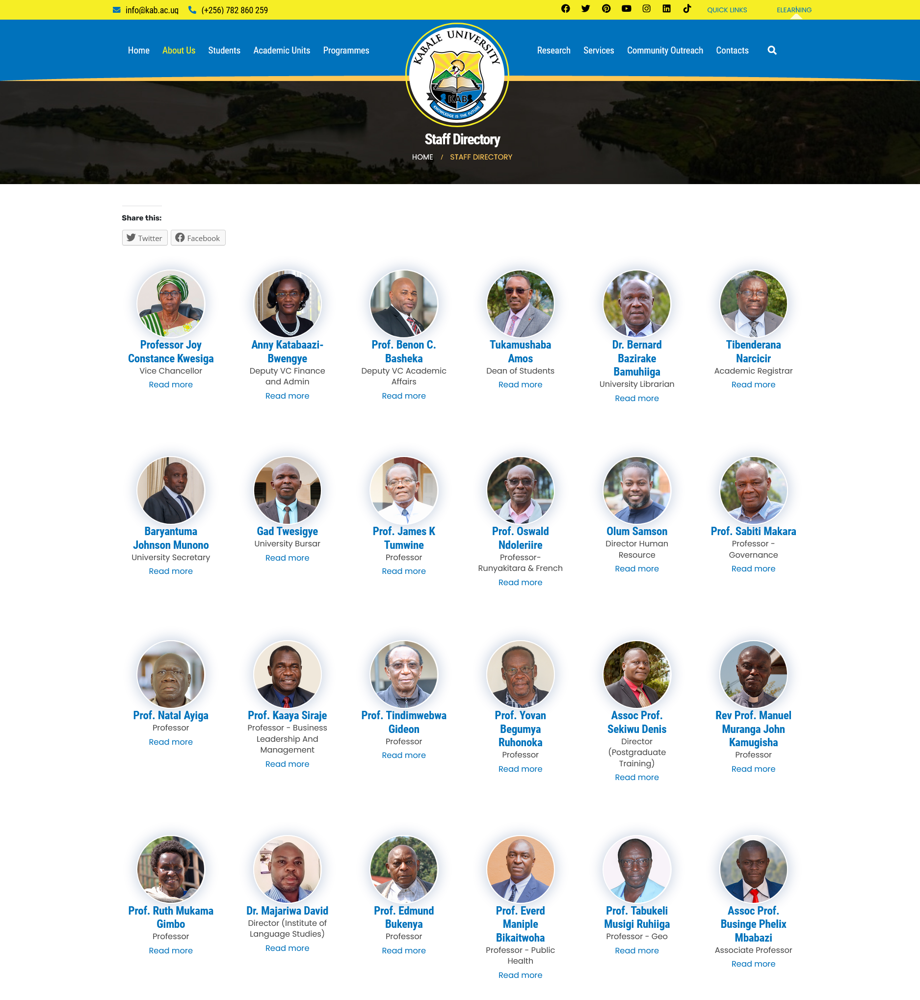 info@kab.ac.ug (+256) 782 860 259 QUICK LINKS ELEARNING
Home About Us Students Academic Units Programmes Research Services Community Outreach Contacts
KABALE UNIVERSITY
KAB
KNOWLEDGE IS THE FUTURE
Staff Directory
HOME / STAFF DIRECTORY
Share this:
Twitter Facebook
Professor Joy
Constance Kwesiga
Vice Chancellor
Read more
Anny Katabaazi-
Bwengye
Deputy VC Finance
and Admin
Read more
Prof. Benon C.
Basheka
Deputy VC Academic
Affairs
Read more
Tukamushaba
Amos
Dean of Students
Read more
Dr. Bernard
Bazirake
Bamuhiiga
University Librarian
Read more
Tibenderana
Narcicir
Academic Registrar
Read more
Baryantuma
Johnson Munono
University Secretary
Read more
Gad Twesigye
University Bursar
Read more
Prof. James K
Tumwine
Professor
Read more
Prof. Oswald
Ndoleriire
Professor-
Runyakitara & French
Read more
Olum Samson
Director Human
Resource
Read more
Prof. Sabiti Makara
Professor -
Governance
Read more
Prof. Natal Ayiga
Professor
Read more
Prof. Kaaya Siraje
Professor - Business
Leadership And
Management
Read more
Prof. Tindimwebwa
Gideon
Professor
Read more
Prof. Yovan
Begumya
Ruhonoka
Professor
Read more
Assoc Prof.
Sekiwu Denis
Director
(Postgraduate
Training)
Read more
Rev Prof. Manuel
Muranga John
Kamugisha
Professor
Read more
Prof. Ruth Mukama
Gimbo
Professor
Read more
Dr. Majariwa David
Director (Institute of
Language Studies)
Read more
Prof. Edmund
Bukenya
Professor
Read more
Prof. Everd
Maniple
Bikaitwoha
Professor - Public
Health
Read more
Prof. Tabukeli
Musigi Ruhiiga
Professor - Geo
Read more
Assoc Prof.
Businge Phelix
Mbabazi
Associate Professor
Read more